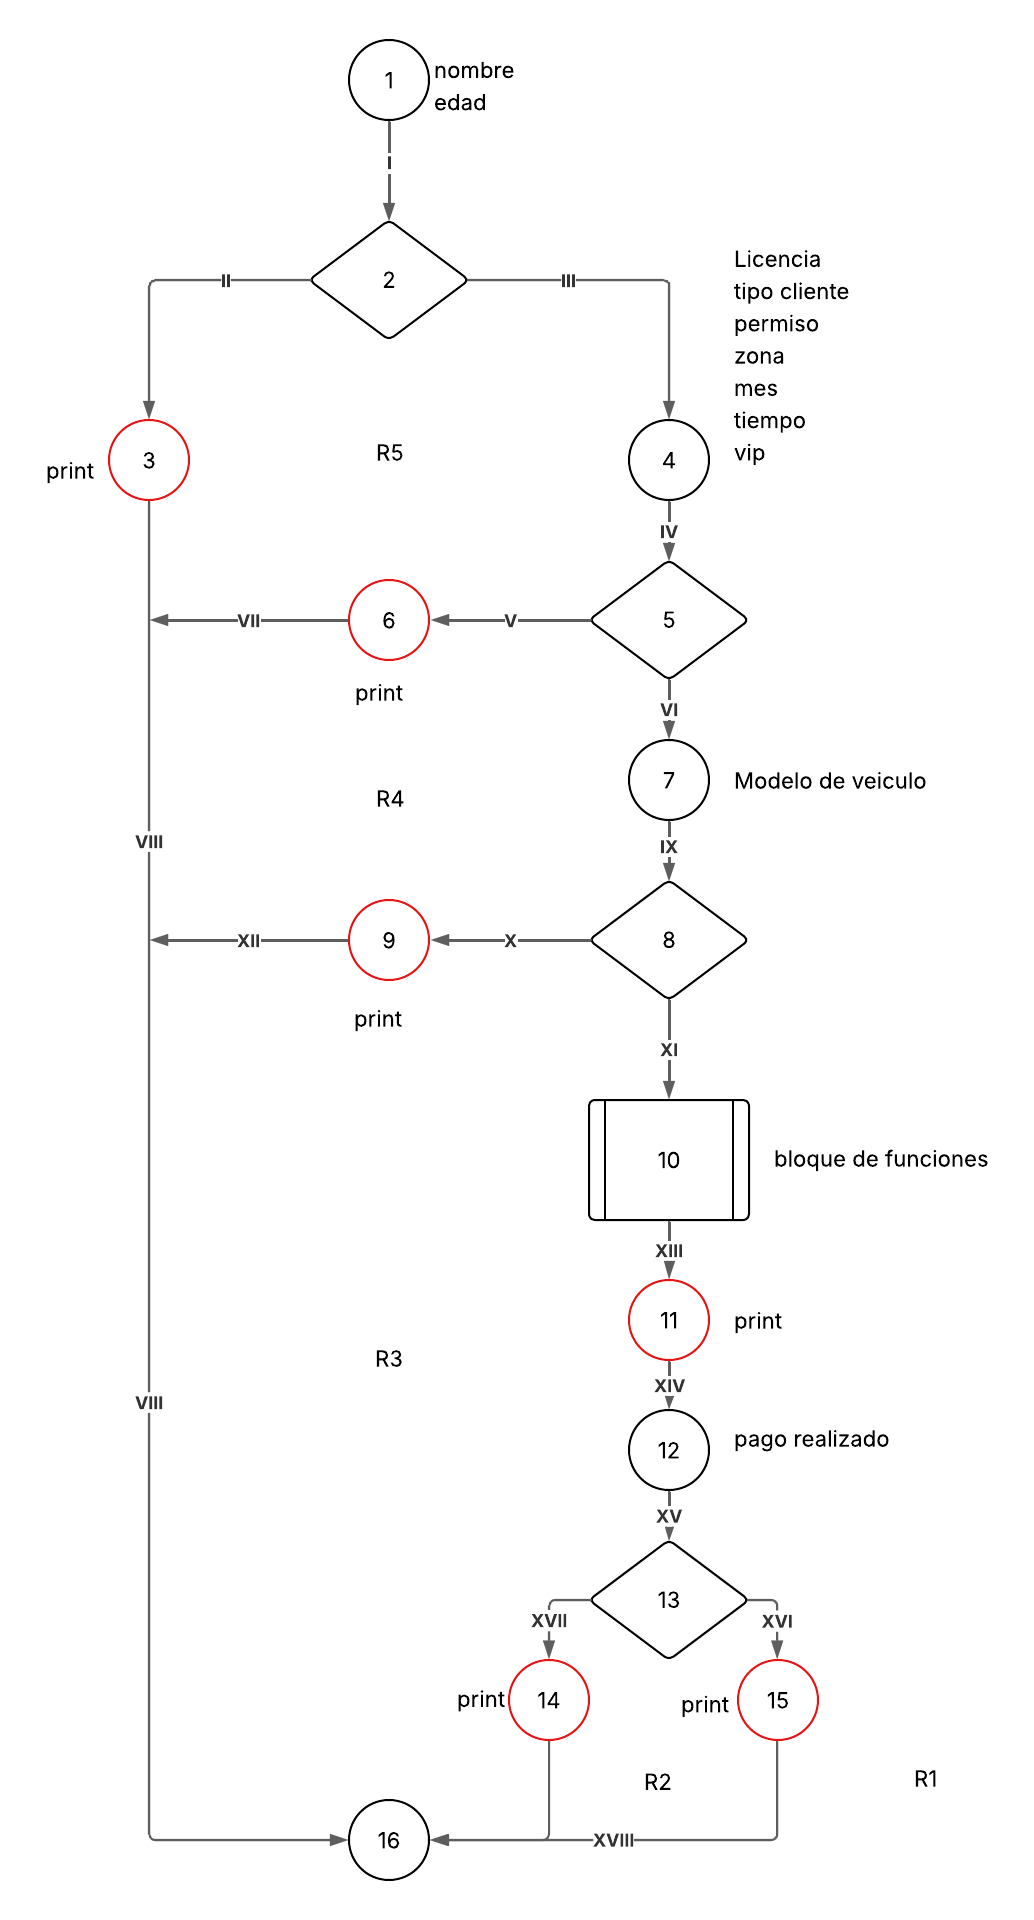 1
nombre
edad
I
II
2
III
Licencia
tipo cliente
permiso
zona
mes
tiempo
vip
print
3
R5
4
IV
VII
6
V
5
print
VI
7
Modelo de veiculo
R4
VIII
IX
XII
9
X
8
print
XI
10
bloque de funciones
XIII
11
print
R3
XIV
VIII
12
pago realizado
XV
13
XVII
XVI
print
14
print
15
R2
R1
16
XVIII